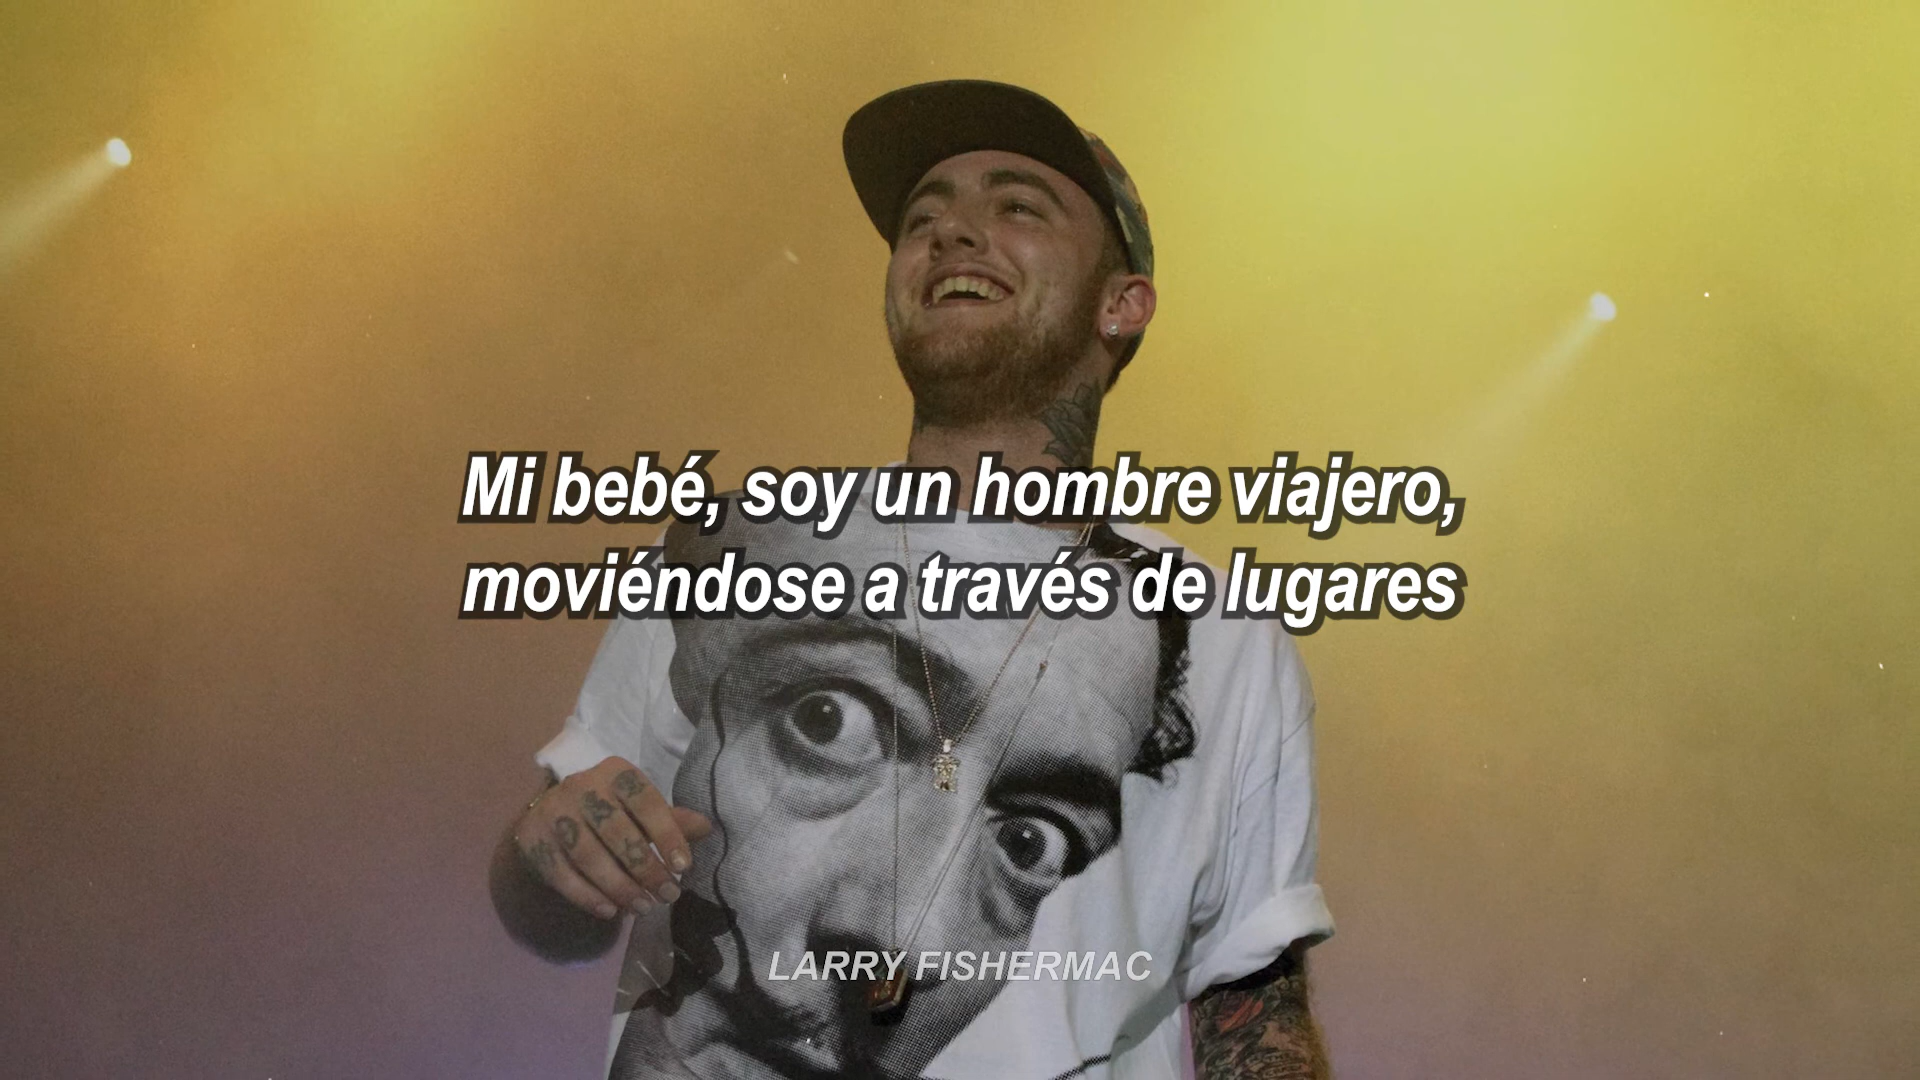 Mi bebé, soy un hombre viajero,
moviéndose a través de lugares
LARRY FISHERMAC